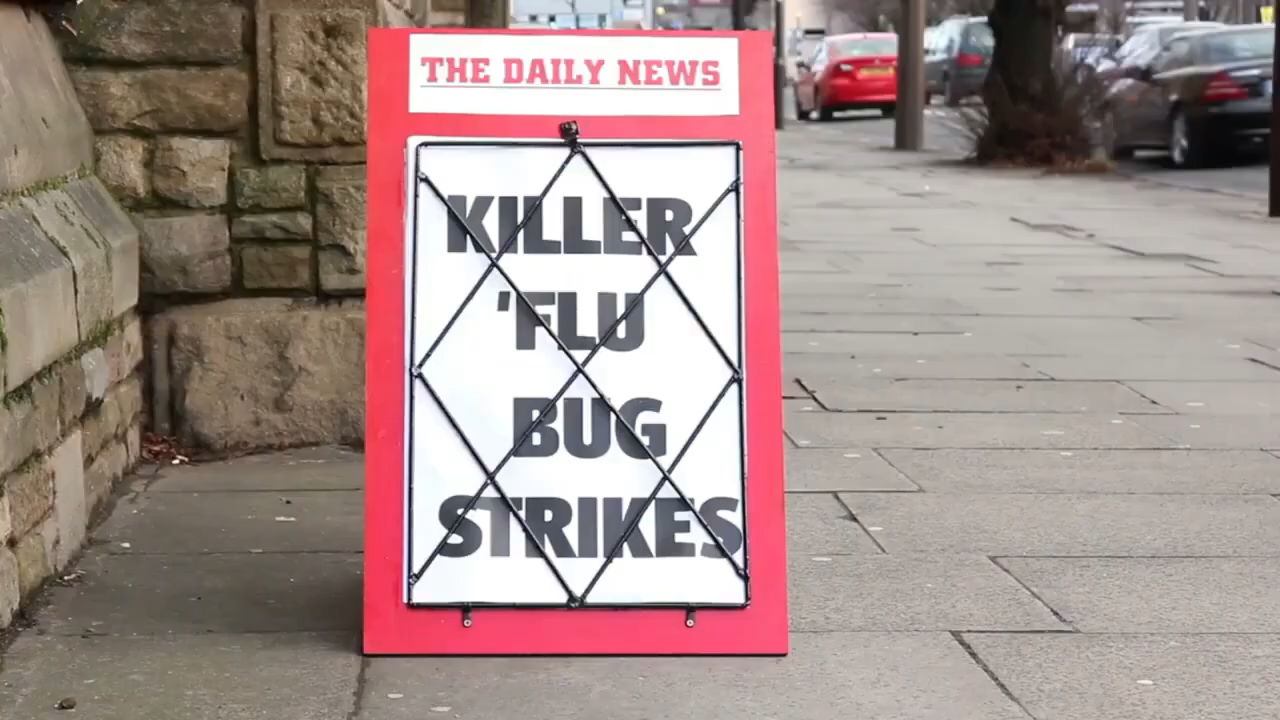 THE DAILY NEWS
KILLER
'FLU
BUG
STRIKES